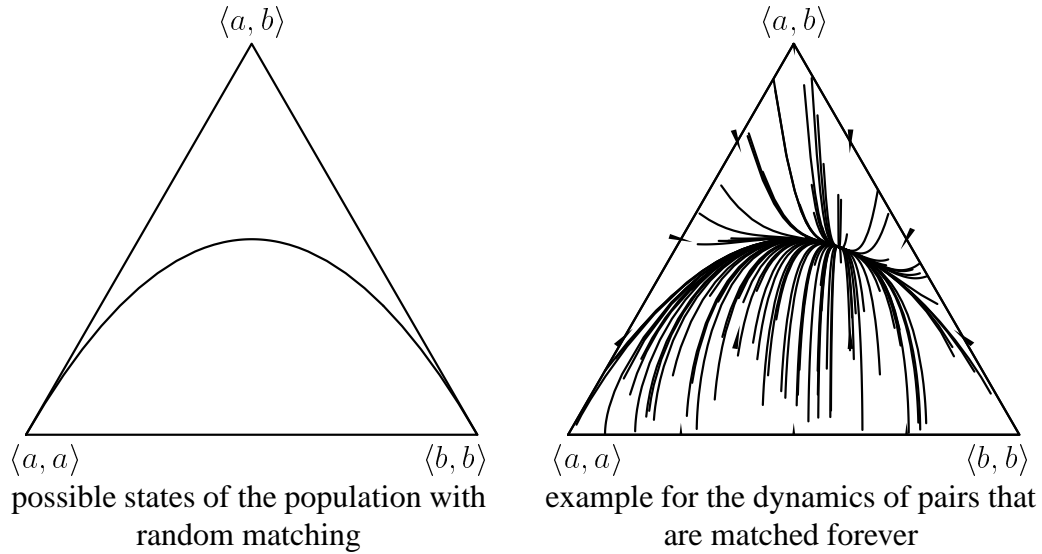 ⟨a, b⟩
⟨a, a⟩
⟨b, b⟩
possible states of the population with
random matching
⟨a, b⟩
⟨a, a⟩
⟨b, b⟩
example for the dynamics of pairs that
are matched forever